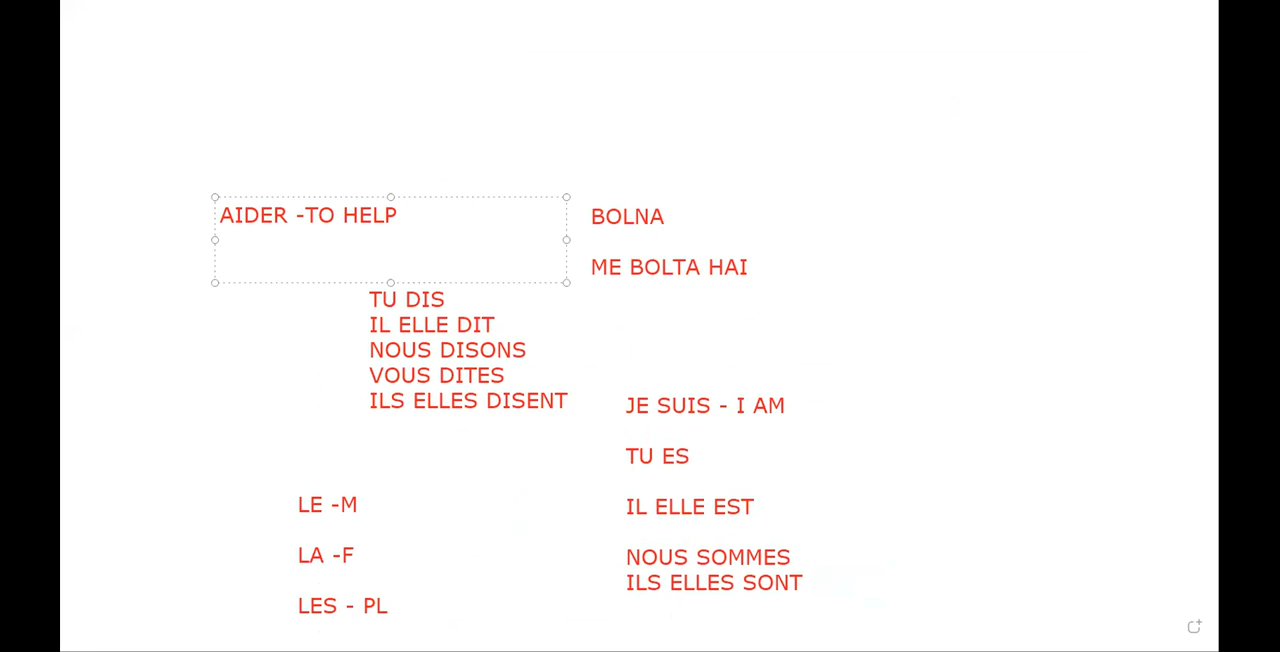 AIDER -TO HELP
BOLNA
ME BOLTA HAI
TU DIS
IL ELLE DIT
NOUS DISONS
VOUS DITES
ILS ELLES DISENT
JE SUIS - I AM
TU ES
IL ELLE EST
NOUS SOMMES
ILS ELLES SONT
LE -M
LA -F
LES - PL